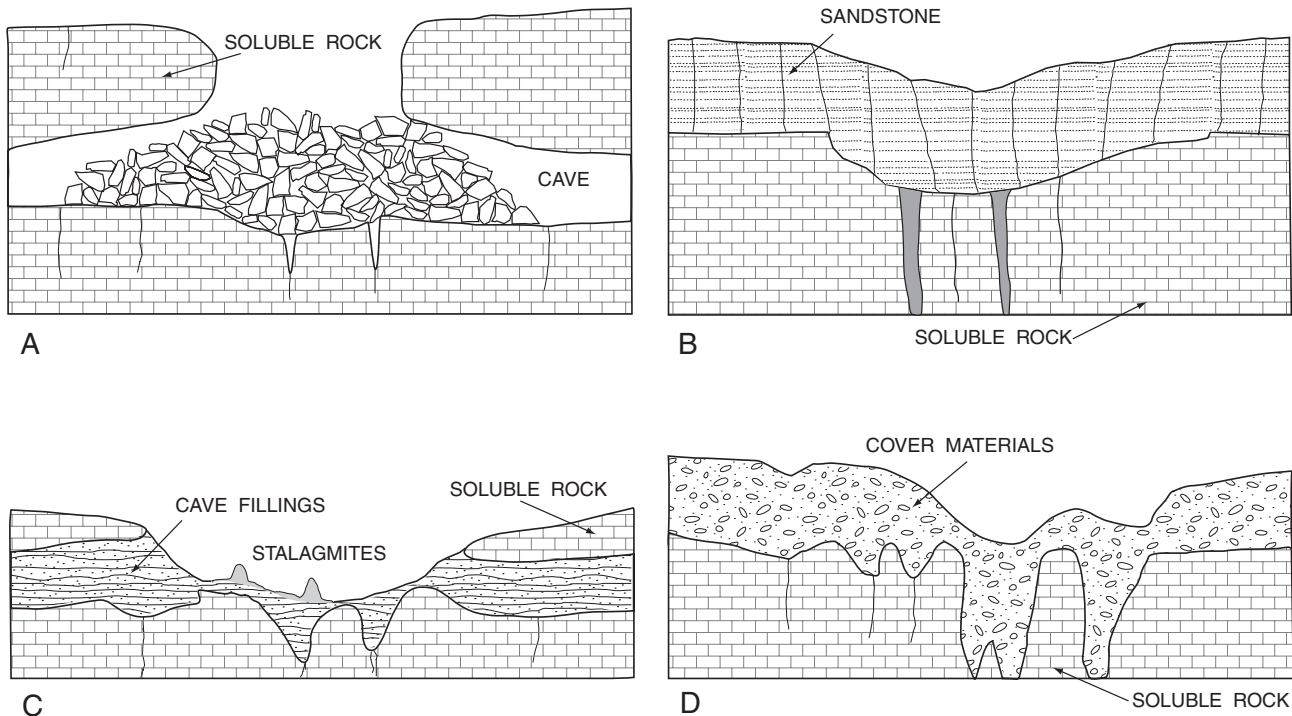 SOLUBLE ROCK
CAVE
A
SANDSTONE
SOLUBLE ROCK
B
CAVE FILLINGS
STALAGMITES
SOLUBLE ROCK
C
COVER MATERIALS
SOLUBLE ROCK
D